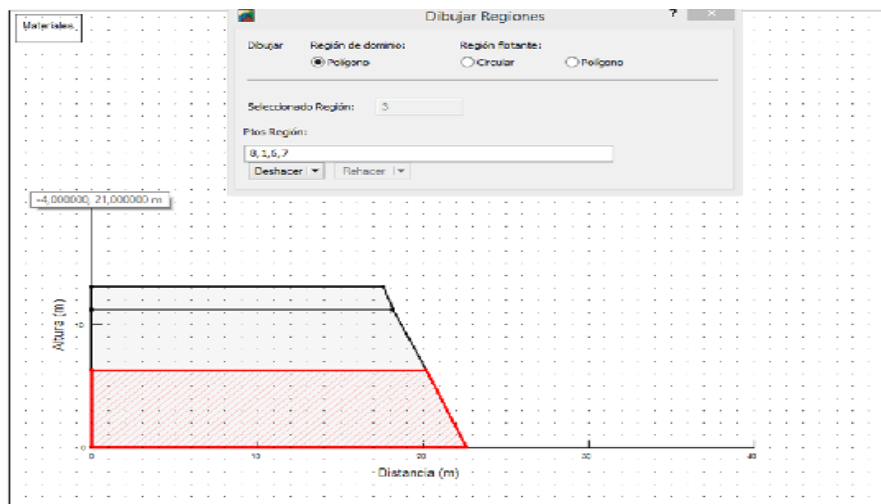 Materiales
Dibujar Regiones
? ×
Dibujar Región de dominio: Región flotante:
Polígono Circular Polígono
Seleccionado Región: 3
Ptos Región:
8,1,6,7
Deshacer Rehacer
-4,000000; 21,000000 m
Altura (m)
0
0 10 20 30 40
Distancia (m)